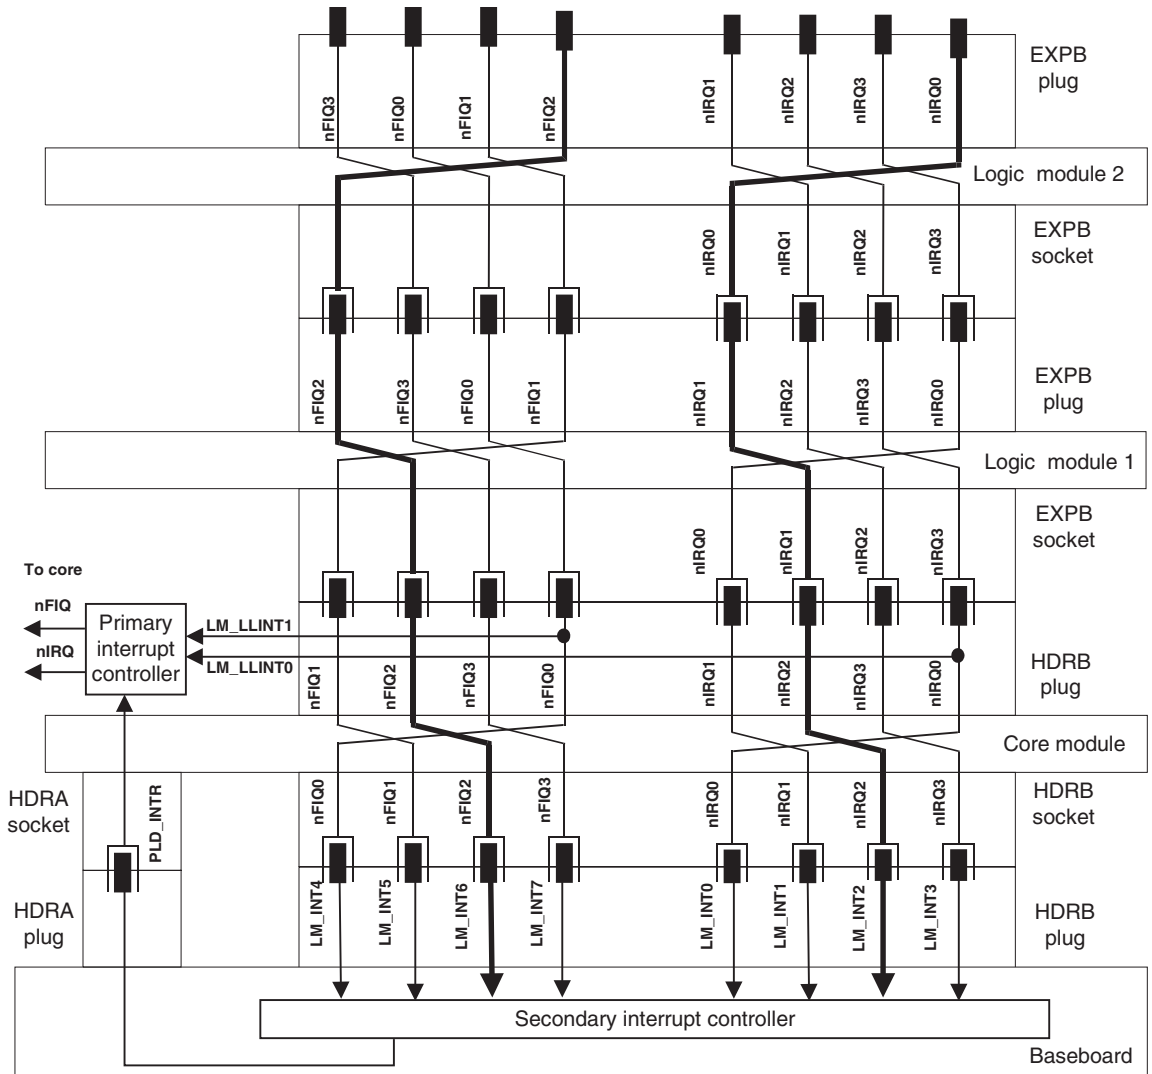 EXPB
plug
nFIQ3
nFIQ0
nFIQ1
nFIQ2
nIRQ1
nIRQ2
nIRQ3
nIRQ0
Logic module 2
EXPB
socket
nIRQ0
nIRQ1
nIRQ2
nIRQ3
EXPB
plug
nFIQ2
nFIQ3
nFIQ0
nFIQ1
nIRQ1
nIRQ2
nIRQ3
nIRQ0
Logic module 1
EXPB
socket
nIRQ0
nIRQ1
nIRQ2
nIRQ3
To core
nFIQ
nIRQ
Primary
interrupt
controller
LM_LLINT1
LM_LLINT0
nFIQ1
nFIQ2
nFIQ3
nFIQ0
nIRQ1
nIRQ2
nIRQ3
nIRQ0
HDRB
plug
Core module
HDRA
socket
PLD_INTR
nFIQ0
nFIQ1
nFIQ2
nFIQ3
nIRQ0
nIRQ1
nIRQ2
nIRQ3
HDRB
socket
HDRA
plug
LM_INT4
LM_INT5
LM_INT6
LM_INT7
LM_INT0
LM_INT1
LM_INT2
LM_INT3
HDRB
plug
Secondary interrupt controller
Baseboard